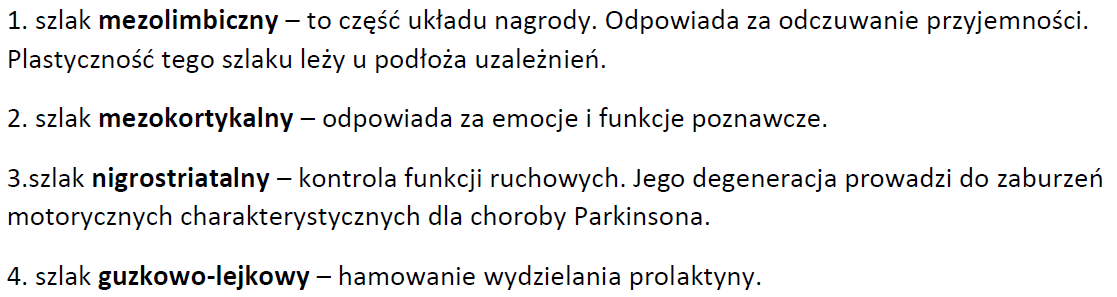 1. szlak mezolimbiczny – to część układu nagrody. Odpowiada za odczuwanie przyjemności.
Plastyczność tego szlaku leży u podłoża uzależnień.
2. szlak mezokortykalny – odpowiada za emocje i funkcje poznawcze.
3.szlak nigrostriatalny – kontrola funkcji ruchowych. Jego degeneracja prowadzi do zaburzeń
motorycznych charakterystycznych dla choroby Parkinsona.
4. szlak guzkowo-lejkowy – hamowanie wydzielania prolaktyny.